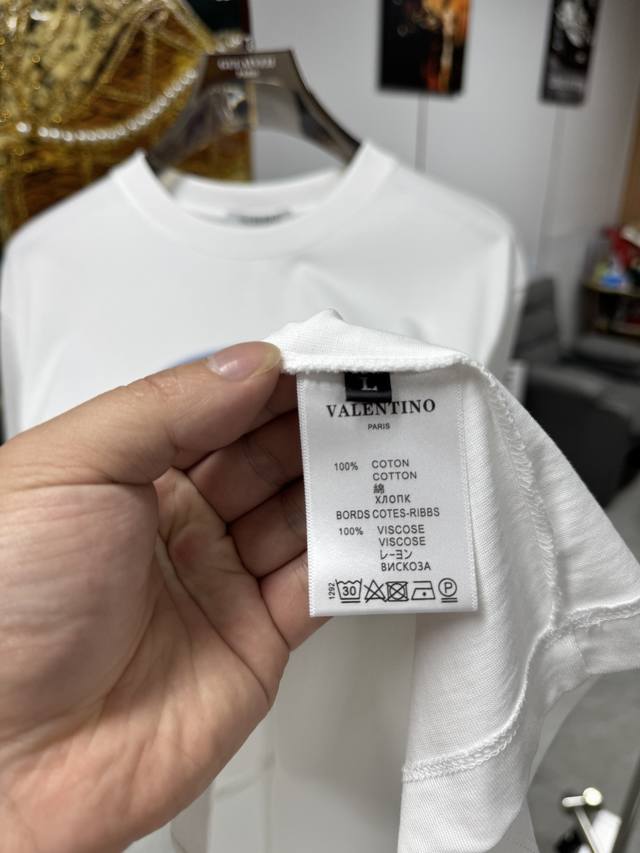 L
VALENTINO
PARIS
100% COTON
COTTON
綿
ХЛОПК
BORDS COTES-RIBBS
100% VISCOSE
VISCOSE
レーヨン
ВИСКОЗА
1292 30 P